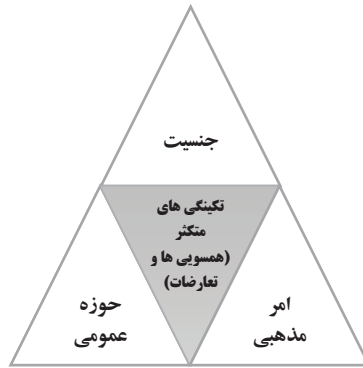 جنسیت
تکینگی های
متکثر
(همسویی ها و
تعارضات)
امر
مذهبی
حوزه
عمومی